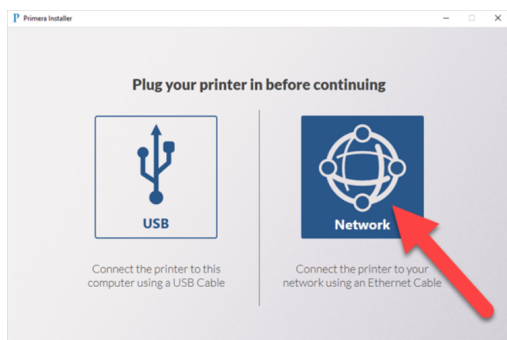 Primera Installer
Plug your printer in before continuing
USB
Network
Connect the printer to this
computer using a USB Cable
Connect the printer to your
network using an Ethernet Cable